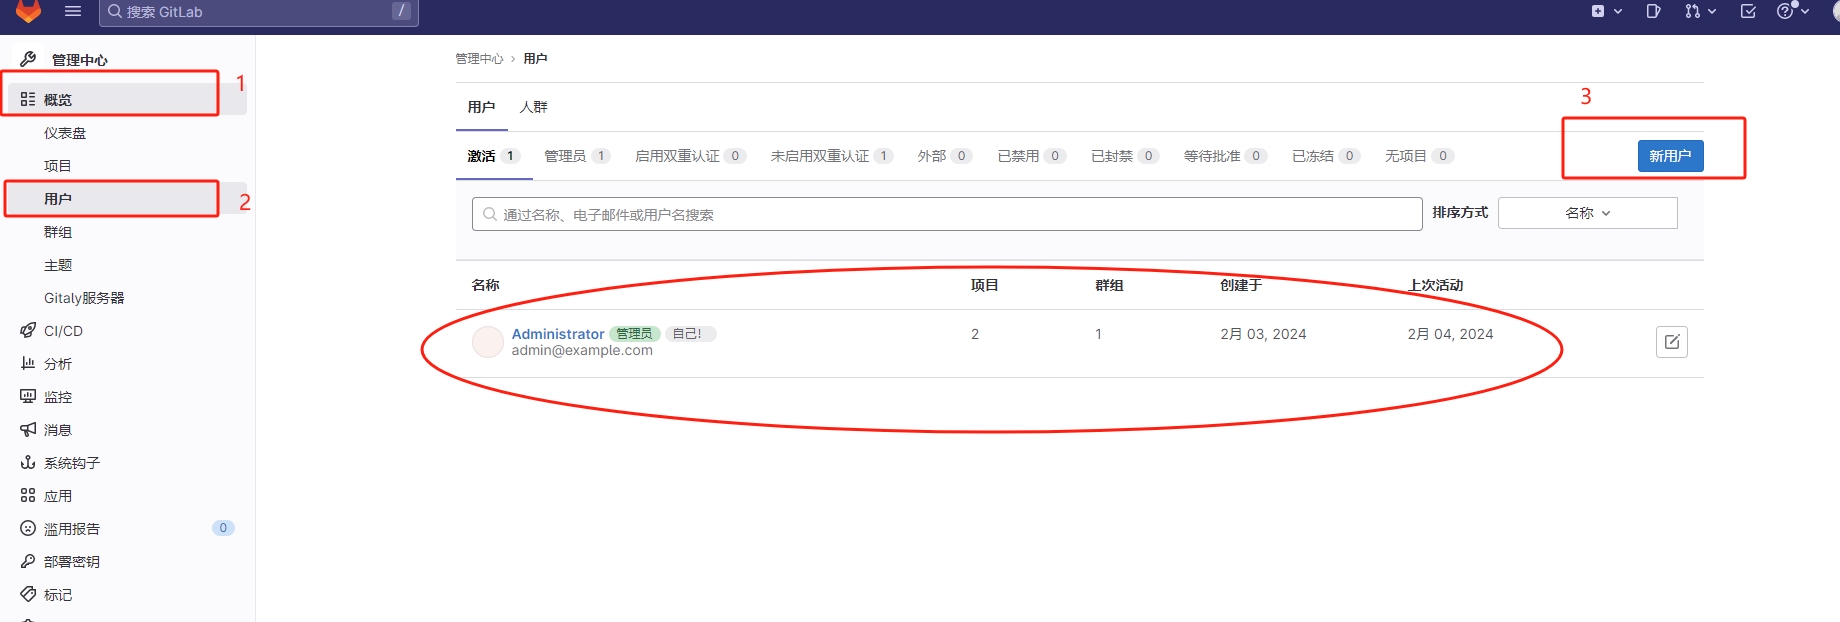 搜索 GitLab /
管理中心
1
概览
仪表盘
项目
用户
2
群组
主题
Gitaly服务器
CI/CD
分析
监控
消息
系统钩子
应用
滥用报告 0
部署密钥
标记
管理中心 › 用户
用户 人群
3
激活 1 管理员 1 启用双重认证 0 未启用双重认证 1 外部 0 已禁用 0 已封禁 0 等待批准 0 已冻结 0 无项目 0 新用户
通过名称、电子邮件或用户名搜索 排序方式 名称
名称 项目 群组 创建于 上次活动
Administrator 管理员 自己! 2 1 2月 03, 2024 2月 04, 2024
admin@example.com